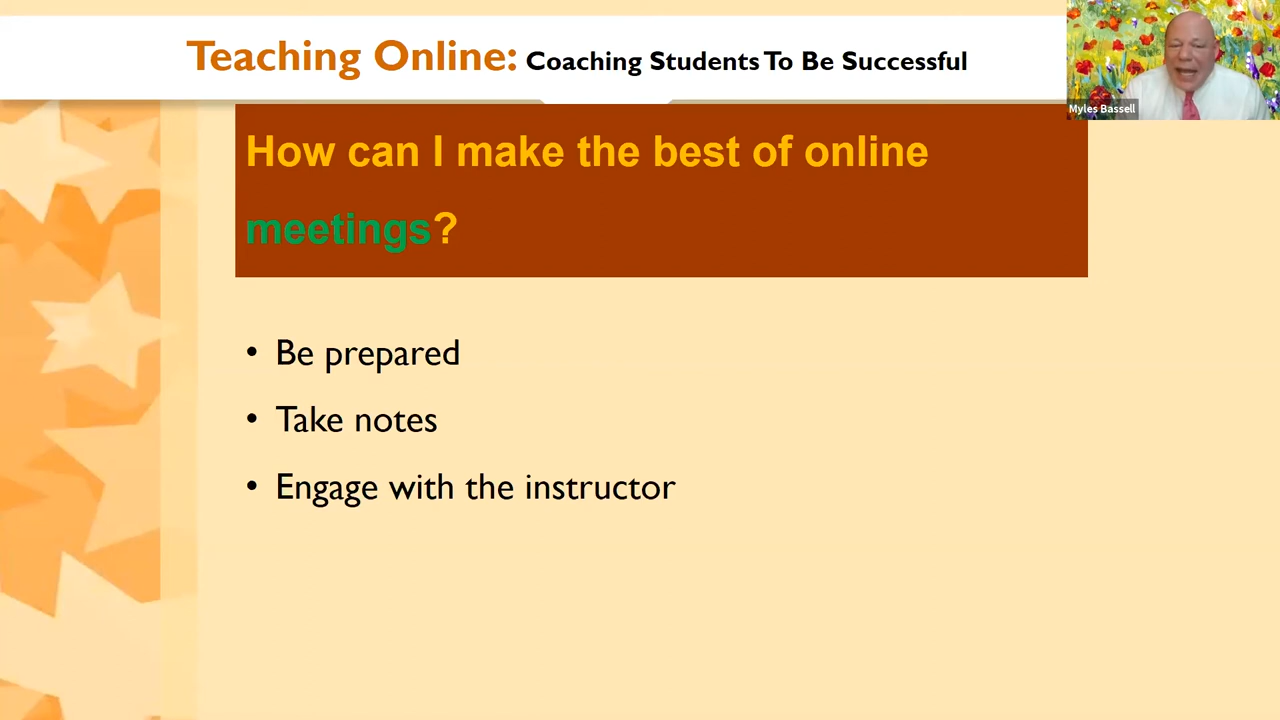 Teaching Online: Coaching Students To Be Successful
Myles Bassell
How can I make the best of online
meetings?
• Be prepared
• Take notes
• Engage with the instructor